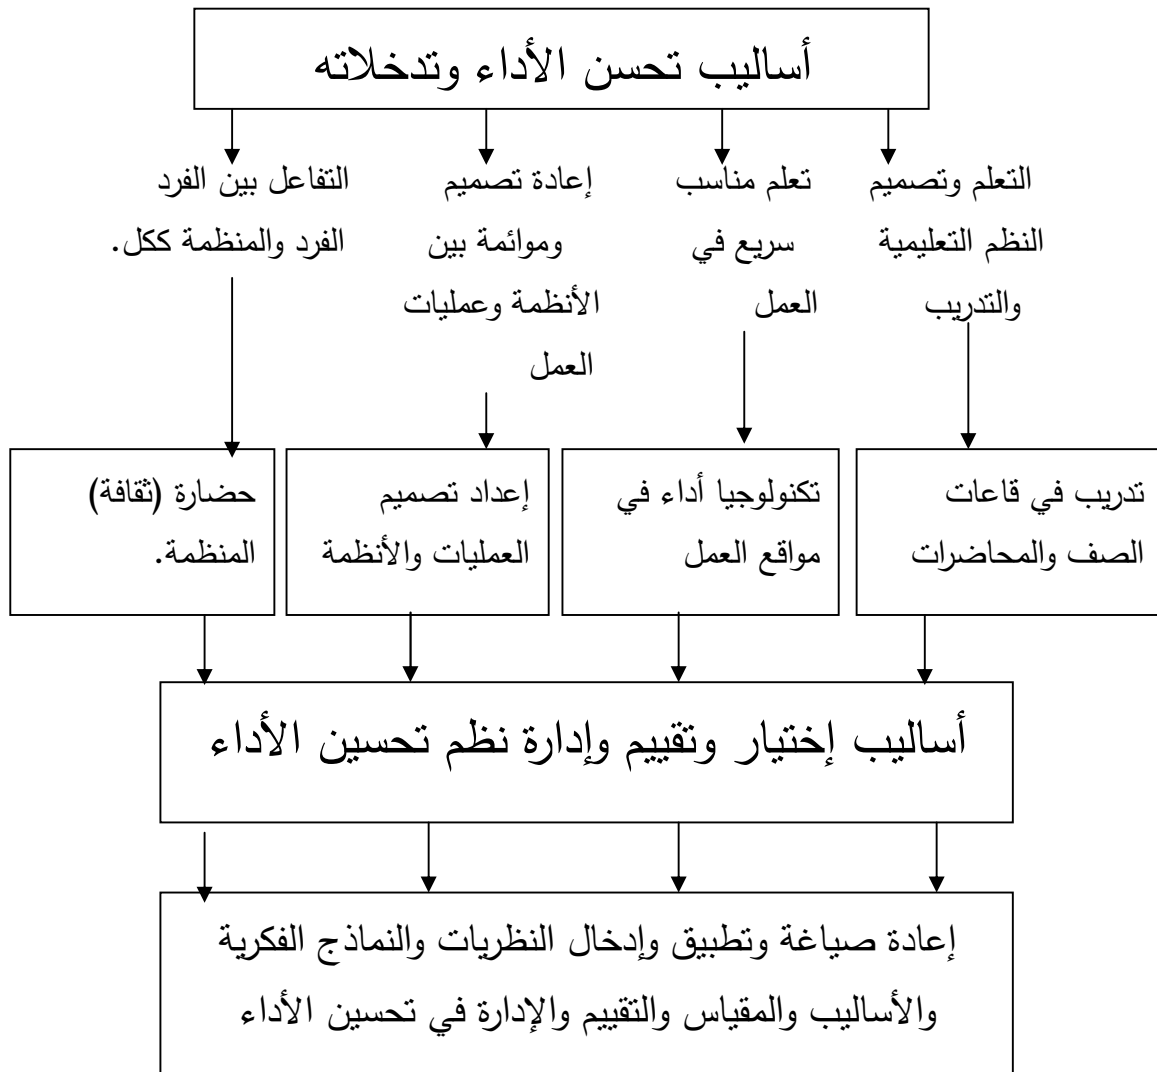 أساليب تحسن الأداء وتدخلاته
التعلم وتصميم
النظم التعليمية
والتدريب
تعلم مناسب
سريع في
العمل
إعادة تصميم
وموائمة بين
الأنظمة وعمليات
العمل
التفاعل بين الفرد
الفرد والمنظمة ككل.
تدريب في قاعات
الصف والمحاضرات
تكنولوجيا أداء في
مواقع العمل
إعداد تصميم
العمليات والأنظمة
حضارة (ثقافة)
المنظمة.
أساليب إختيار وتقييم وإدارة نظم تحسين الأداء
إعادة صياغة وتطبيق وإدخال النظريات والنماذج الفكرية
والأساليب والمقياس والتقييم والإدارة في تحسين الأداء